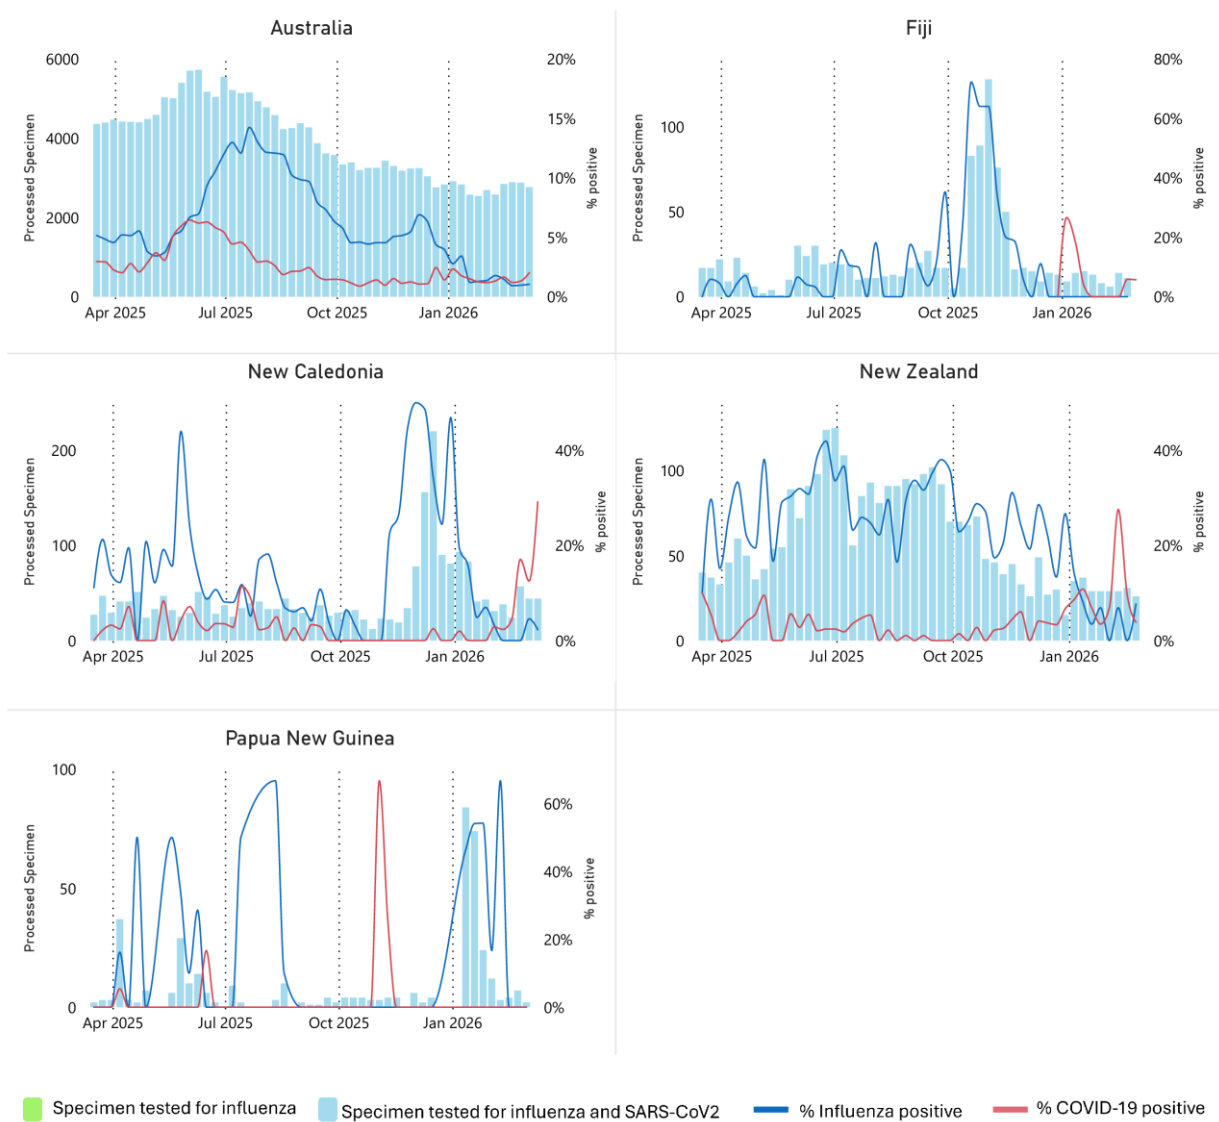 Australia
6000
4000
2000
0
Processed Specimen
20%
15%
10%
5%
0%
% positive
Apr 2025 Jul 2025 Oct 2025 Jan 2026
Fiji
100
50
0
Processed Specimen
80%
60%
40%
20%
0%
% positive
Apr 2025 Jul 2025 Oct 2025 Jan 2026
New Caledonia
200
100
0
Processed Specimen
40%
20%
0%
% positive
Apr 2025 Jul 2025 Oct 2025 Jan 2026
New Zealand
100
50
0
Processed Specimen
40%
20%
0%
% positive
Apr 2025 Jul 2025 Oct 2025 Jan 2026
Papua New Guinea
100
50
0
Processed Specimen
60%
40%
20%
0%
% positive
Apr 2025 Jul 2025 Oct 2025 Jan 2026
Specimen tested for influenza Specimen tested for influenza and SARS-CoV2 % Influenza positive % COVID-19 positive